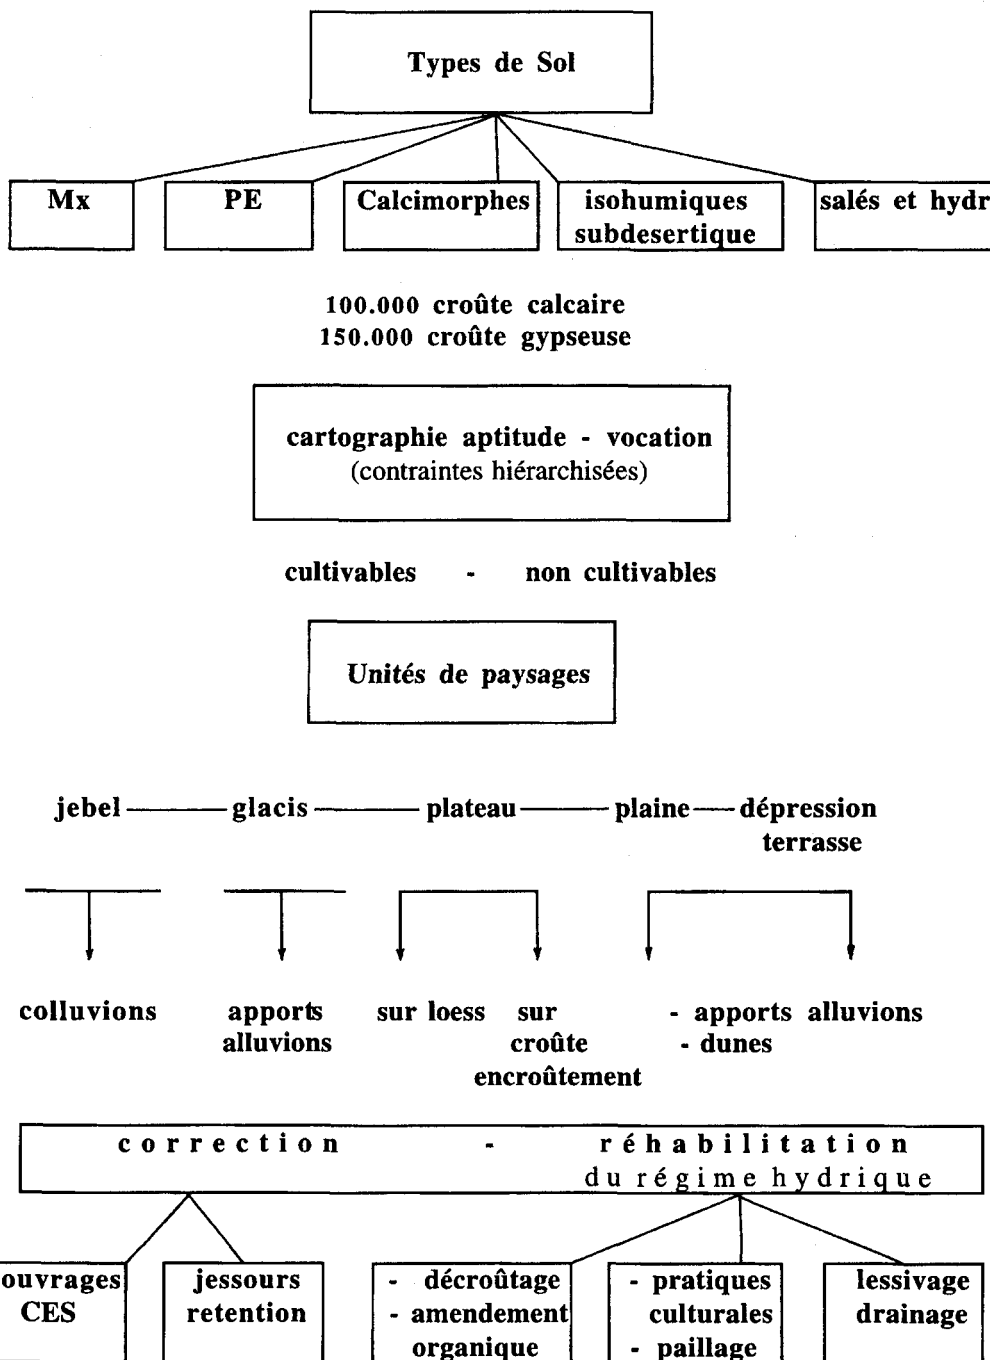 Types de Sol
Mx PE Calcimorphes isohumiques salés et hydr
subdesertique
100.000 croûte calcaire
150.000 croûte gypseuse
cartographie aptitude - vocation
(contraintes hiérarchisées)
cultivables - non cultivables
Unités de paysages
jebel glacis plateau plaine dépression
terrasse
colluvions apports sur loess sur - apports alluvions
alluvions croûte - dunes
encroûtement
correction - réhabilitation
du régime hydrique
ouvrages jessours - décroûtage - pratiques lessivage
CES retention - amendement culturales drainage
organique - paillage